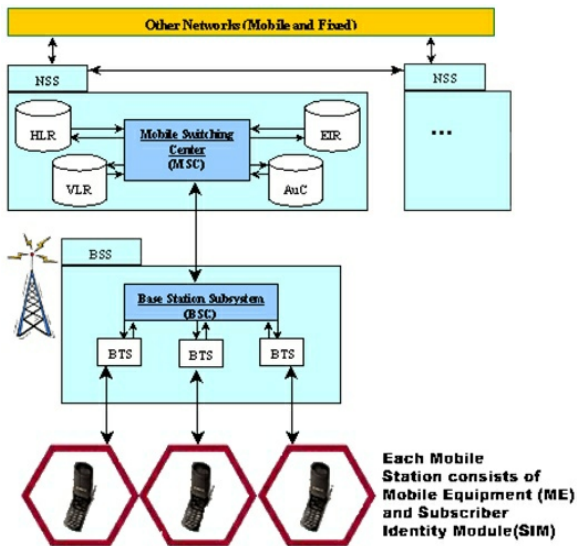 Other Networks (Mobile and Fixed)
NSS
NSS
HLR
Mobile Switching
Center
(MSC)
EIR
...
VLR
AuC
BSS
Base Station Subsystem
(BSC)
BTS
BTS
BTS
Each Mobile
Station consists of
Mobile Equipment (ME)
and Subscriber
Identity Module(SIM)